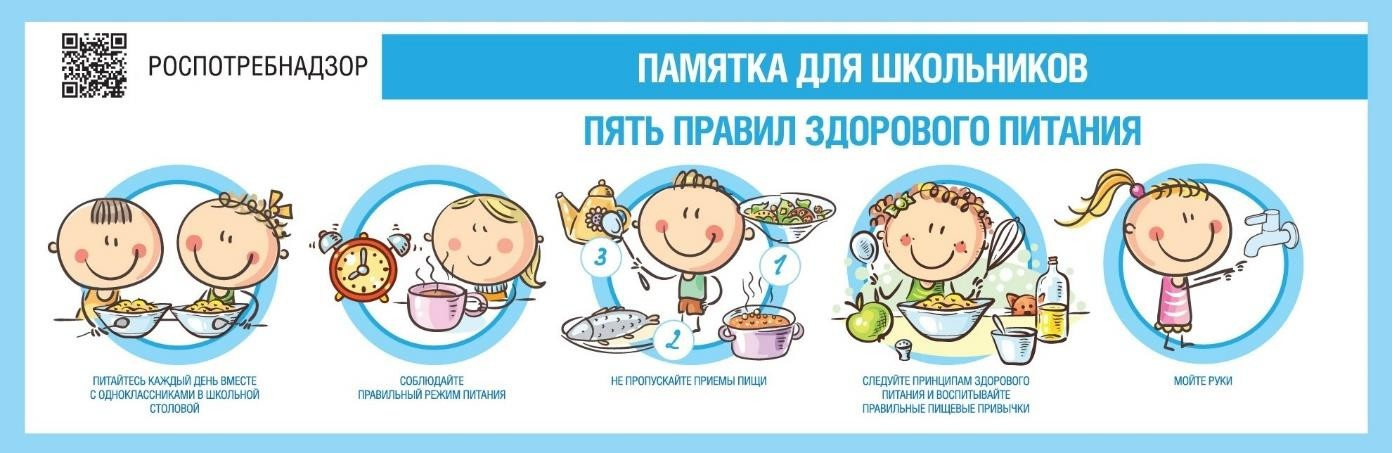 РОСПОТРЕБНАДЗОР
ПАМЯТКА ДЛЯ ШКОЛЬНИКОВ
ПЯТЬ ПРАВИЛ ЗДОРОВОГО ПИТАНИЯ
ПИТАЙТЕСЬ КАЖДЫЙ ДЕНЬ ВМЕСТЕ
С ОДНОКЛАССНИКАМИ В ШКОЛЬНОЙ
СТОЛОВОЙ
СОБЛЮДАЙТЕ
ПРАВИЛЬНЫЙ РЕЖИМ ПИТАНИЯ
3
1
2
НЕ ПРОПУСКАЙТЕ ПРИЕМЫ ПИЩИ
СЛЕДУЙТЕ ПРИНЦИПАМ ЗДОРОВОГО
ПИТАНИЯ И ВОСПИТЫВАЙТЕ
ПРАВИЛЬНЫЕ ПИЩЕВЫЕ ПРИВЫЧКИ
МОЙТЕ РУКИ